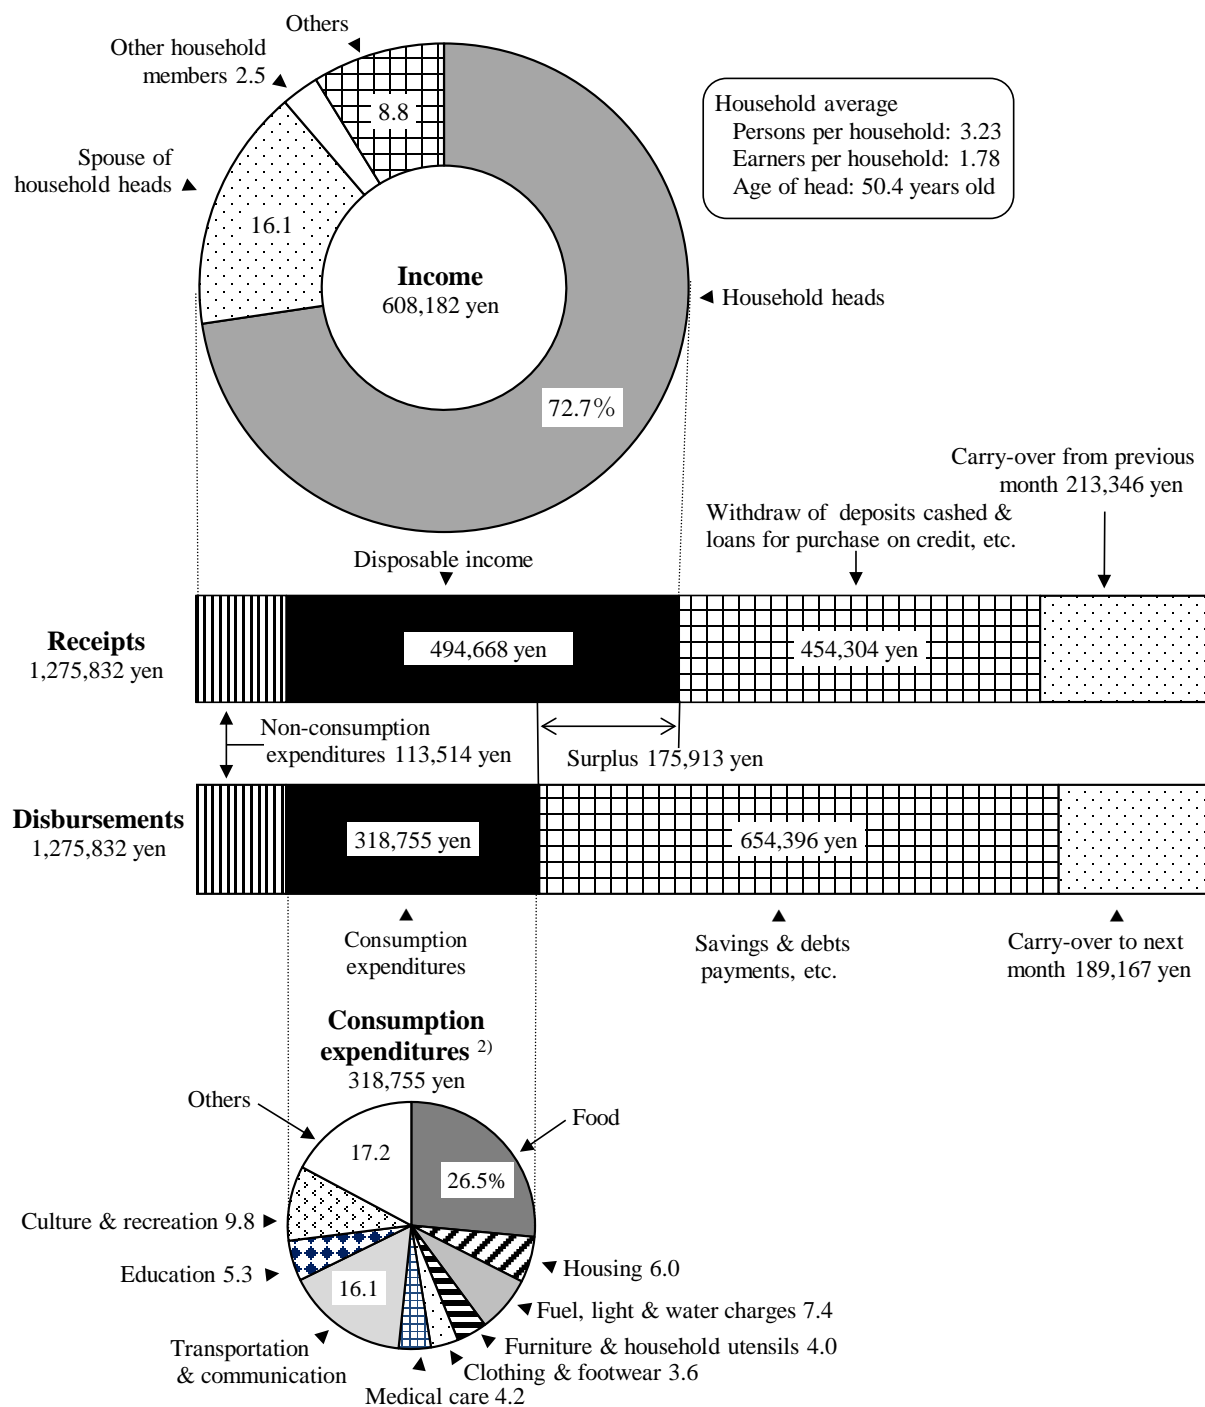 Others
Other household
members 2.5
8.8
Household average
Persons per household: 3.23
Earners per household: 1.78
Age of head: 50.4 years old
Spouse of
household heads
16.1
Income
608,182 yen
Household heads
72.7%
Carry-over from previous
month 213,346 yen
Withdraw of deposits cashed &
loans for purchase on credit, etc.
Disposable income
Receipts
1,275,832 yen
494,668 yen
454,304 yen
Non-consumption
expenditures 113,514 yen
Surplus 175,913 yen
Disbursements
1,275,832 yen
318,755 yen
654,396 yen
Consumption
expenditures
Savings & debts
payments, etc.
Carry-over to next
month 189,167 yen
Consumption
expenditures 2)
318,755 yen
Others
Food
17.2
26.5%
Culture & recreation 9.8
Education 5.3
16.1
Housing 6.0
Fuel, light & water charges 7.4
Transportation
& communication
Furniture & household utensils 4.0
Clothing & footwear 3.6
Medical care 4.2